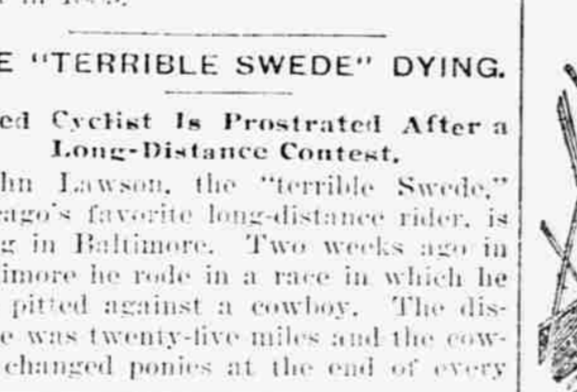 E "TERRIBLE SWEDE" DYING.
ed Cyclist Is Prostrated After a
Long-Distance Contest.
hn Lawson, the "terrible Swede,"
cago's favorite long-distance rider, is
g in Baltimore. Two weeks ago in
timore he rode in a race in which he
pitted against a cowboy. The dis-
e was twenty-five miles and the cow-
changed ponies at the end of every